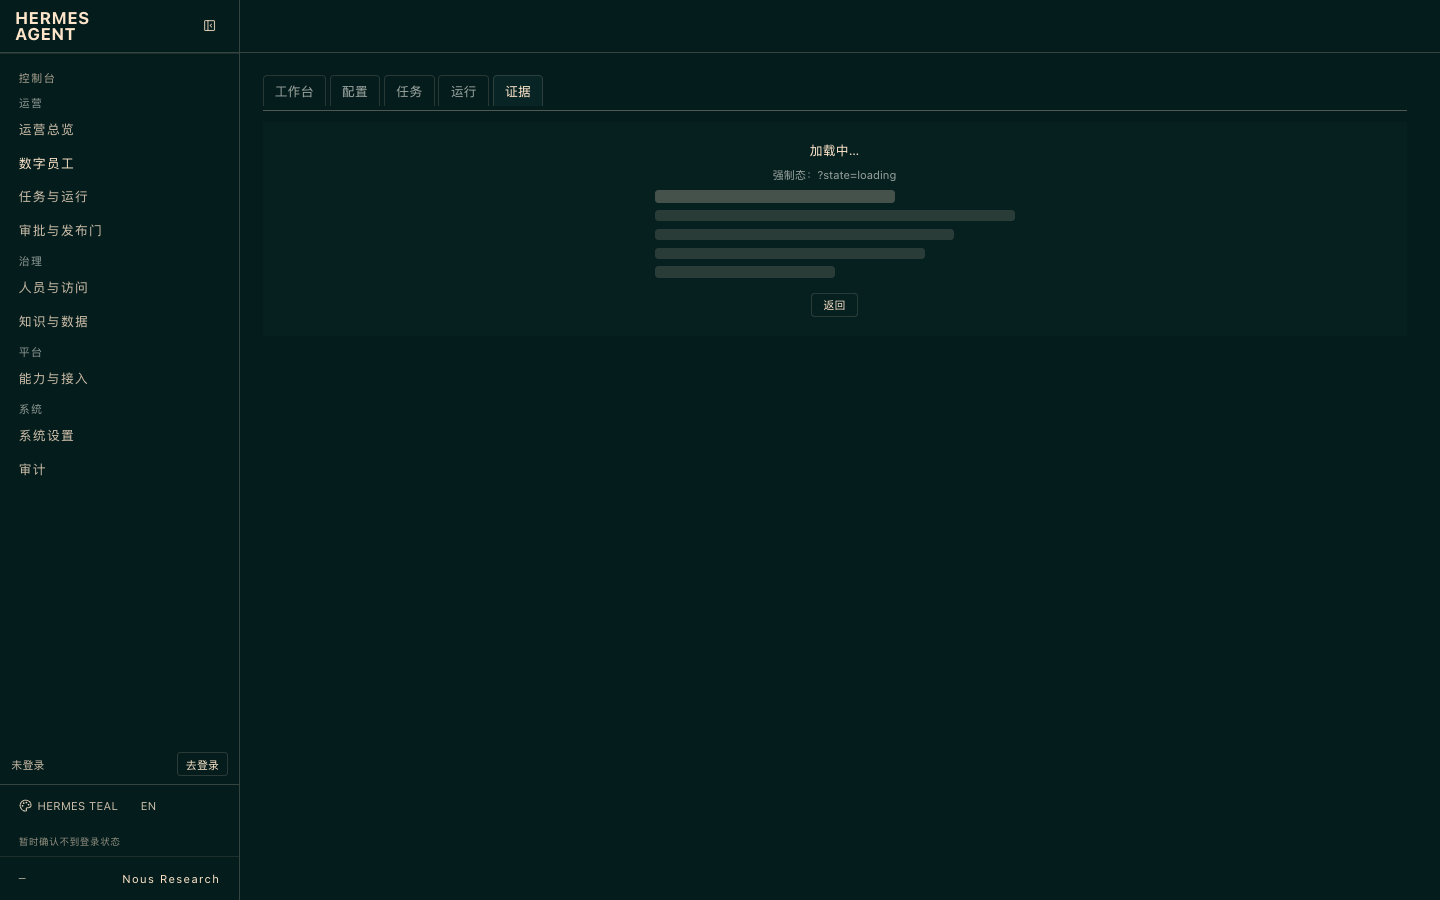 HERMES
AGENT
控制台
运营
运营总览
数字员工
任务与运行
审批与发布门
治理
人员与访问
知识与数据
平台
能力与接入
系统
系统设置
审计
未登录
去登录
HERMES TEAL
EN
暂时确认不到登录状态
—
Nous Research
工作台
配置
任务
运行
证据
加载中...
强制态：?state=loading
返回